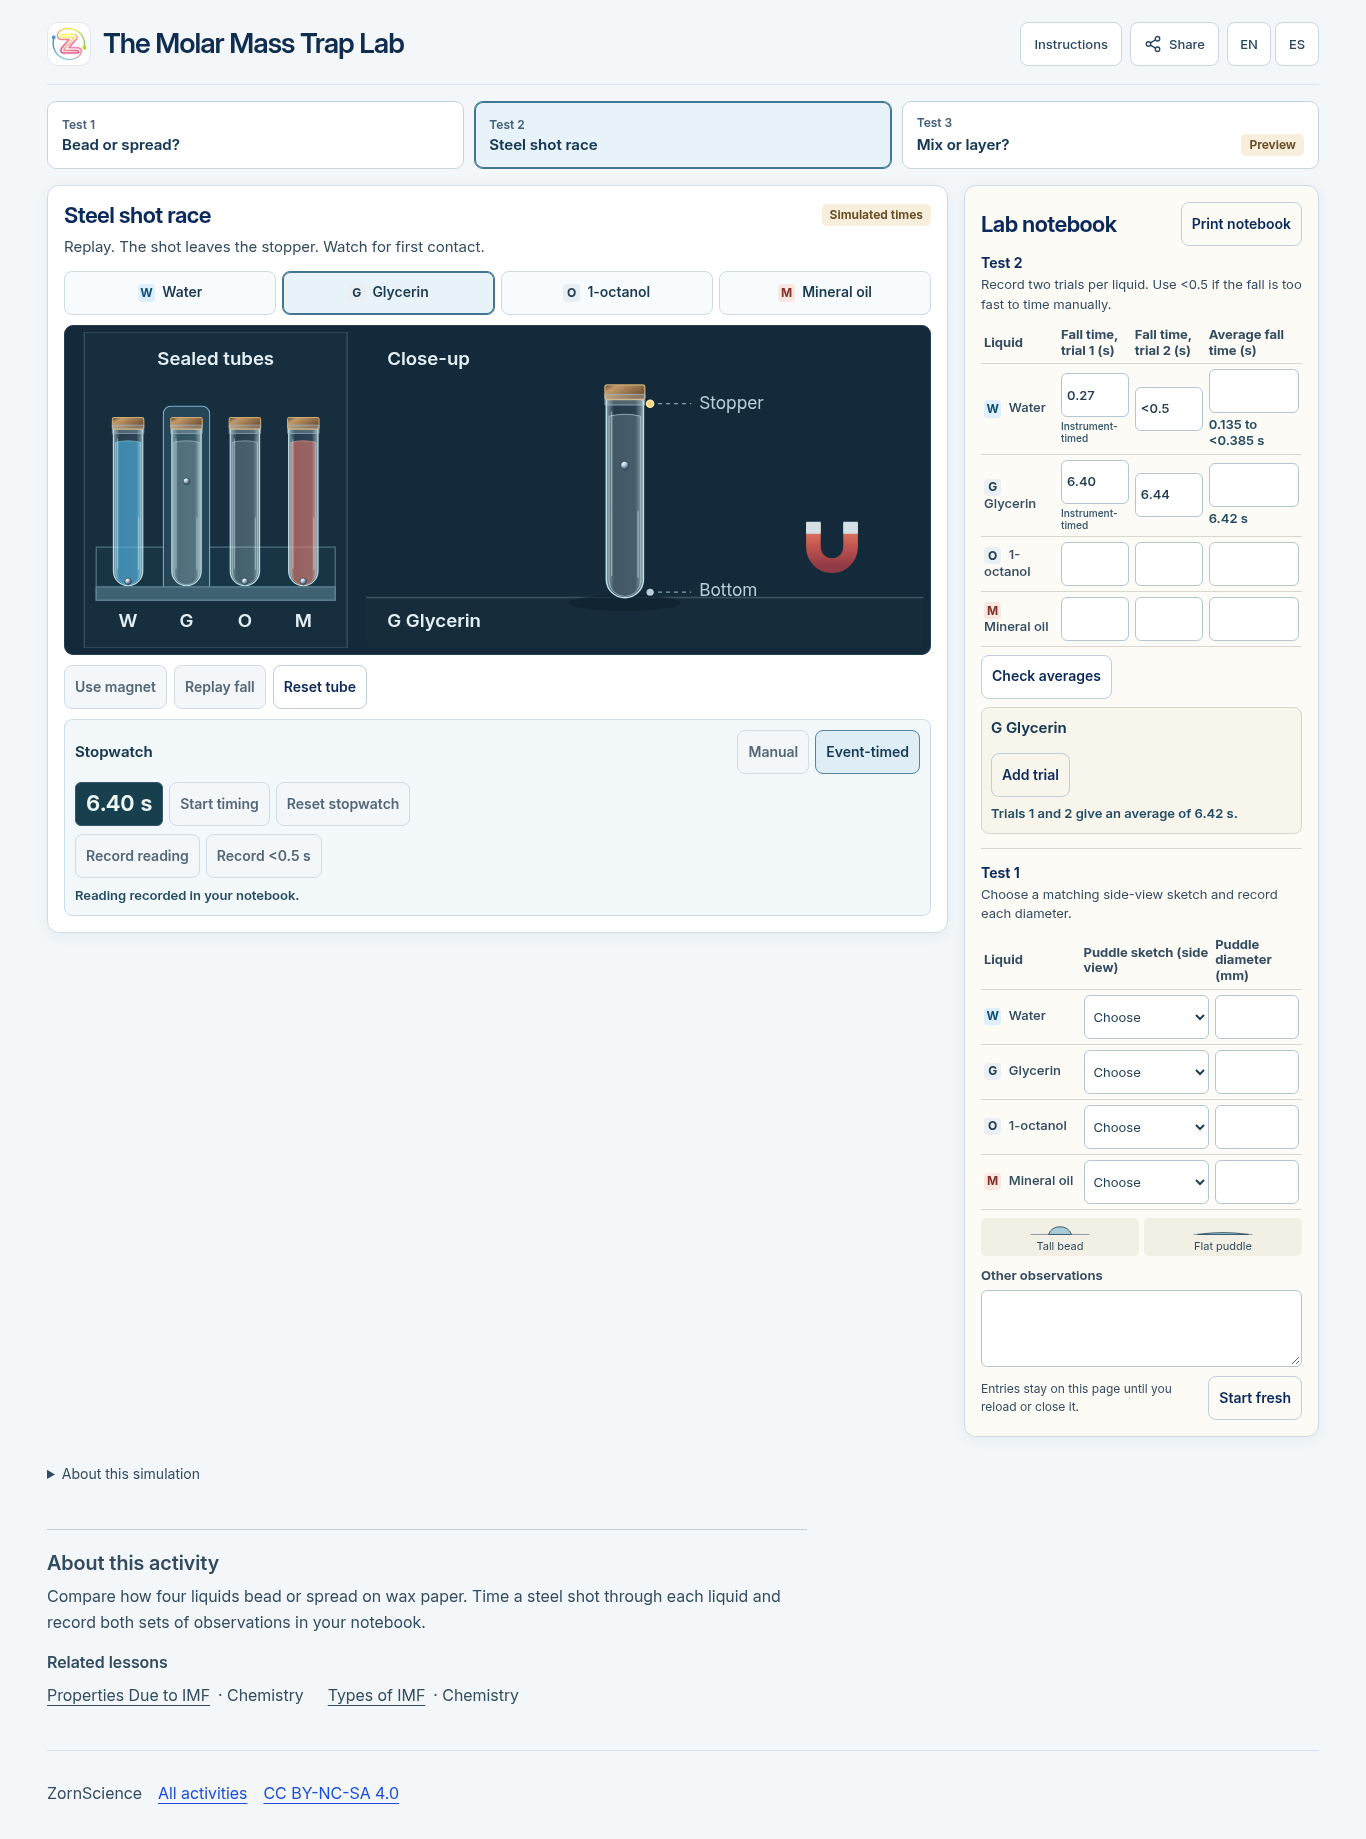 The Molar Mass Trap Lab
Instructions
Share
EN
ES
Test 1
Bead or spread?
Test 2
Steel shot race
Test 3
Mix or layer?
Preview
Steel shot race
Simulated times
Replay. The shot leaves the stopper. Watch for first contact.
W Water
G Glycerin
O 1-octanol
M Mineral oil
Sealed tubes
W G O M
Close-up
Stopper
Bottom
G Glycerin
Use magnet
Replay fall
Reset tube
Stopwatch
Manual
Event-timed
6.40 s
Start timing
Reset stopwatch
Record reading
Record <0.5 s
Reading recorded in your notebook.
Lab notebook
Print notebook
Test 2
Record two trials per liquid. Use <0.5 if the fall is too
fast to time manually.
Liquid
Fall time,
trial 1 (s)
Fall time,
trial 2 (s)
Average fall
time (s)
W Water
0.27
Instrument-
timed
<0.5
0.135 to
<0.385 s
G
Glycerin
6.40
Instrument-
timed
6.44
6.42 s
O 1-
octanol
M
Mineral oil
Check averages
G Glycerin
Add trial
Trials 1 and 2 give an average of 6.42 s.
Test 1
Choose a matching side-view sketch and record
each diameter.
Liquid
Puddle sketch (side
view)
Puddle
diameter
(mm)
W Water
Choose
G Glycerin
Choose
O 1-octanol
Choose
M Mineral oil
Choose
Tall bead
Flat puddle
Other observations
Entries stay on this page until you
reload or close it.
Start fresh
About this simulation
About this activity
Compare how four liquids bead or spread on wax paper. Time a steel shot through each liquid and
record both sets of observations in your notebook.
Related lessons
Properties Due to IMF · Chemistry
Types of IMF · Chemistry
ZornScience
All activities
CC BY-NC-SA 4.0